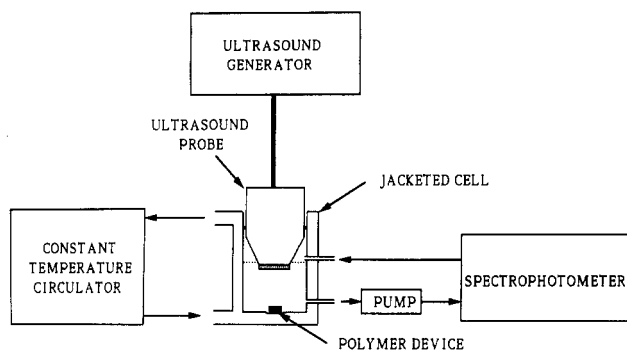 ULTRASOUND
GENERATOR
ULTRASOUND
PROBE
JACKETED CELL
CONSTANT
TEMPERATURE
CIRCULATOR
SPECTROPHOTOMETER
PUMP
POLYMER DEVICE